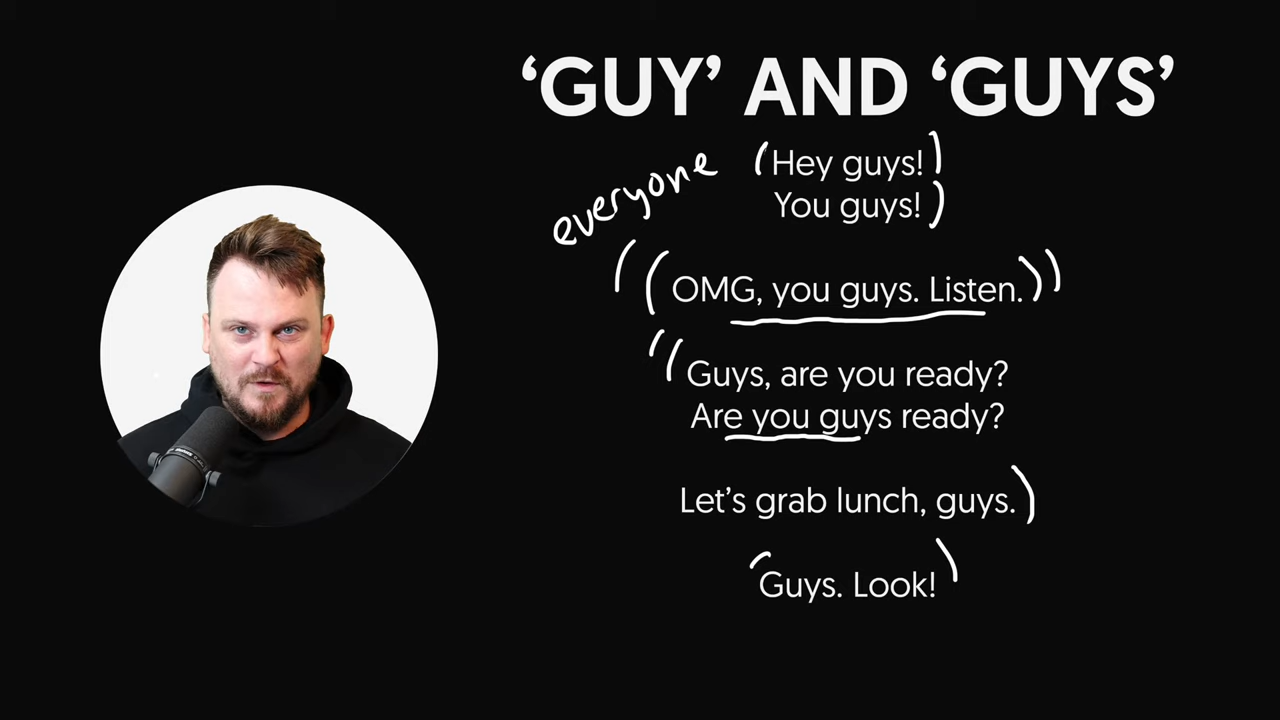 ‘GUY’ AND ‘GUYS’
everyone
(Hey guys!)
You guys!)
((OMG, you guys. Listen.))
((Guys, are you ready?
Are you guys ready?
Let’s grab lunch, guys.)
(Guys. Look!)